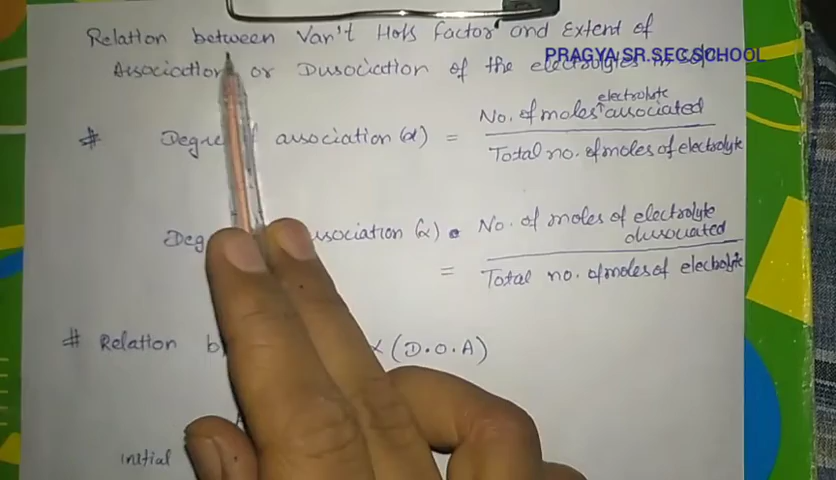 Relation between Van't Hoff Factor and Extent of
PRAGYA SR.SEC.SCHOOL
Association or Dissociation of the electrolytes
# Degree association (α) = No. of moles electrolyte associated
Total no. of moles of electrolyte
(α) No. of moles of electrolyte
dissociated
= Total no. of moles of electrolyte
# Relation (D.O.A)
Initial